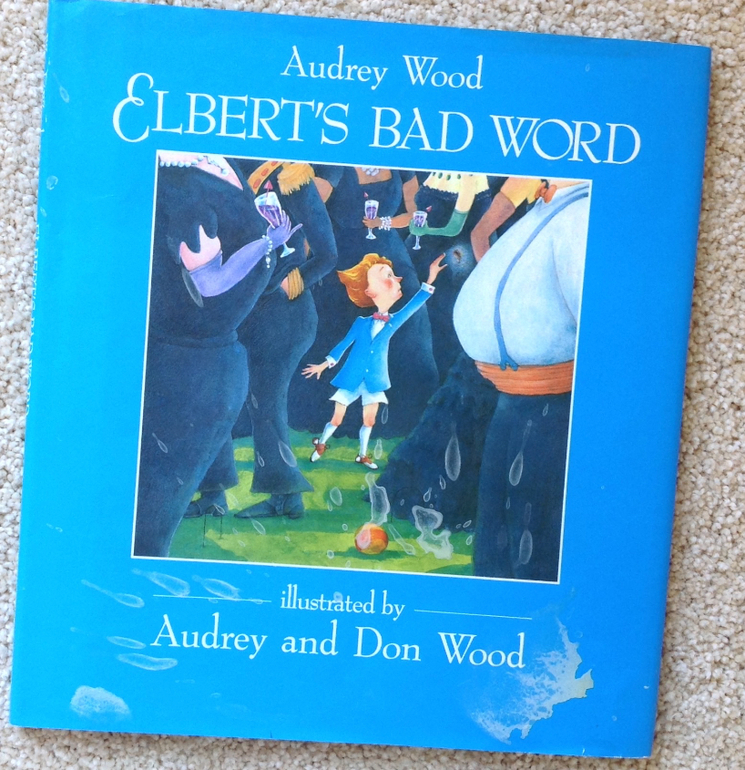 Audrey Wood
ELBERT'S BAD WORD
illustrated by
Audrey and Don Wood